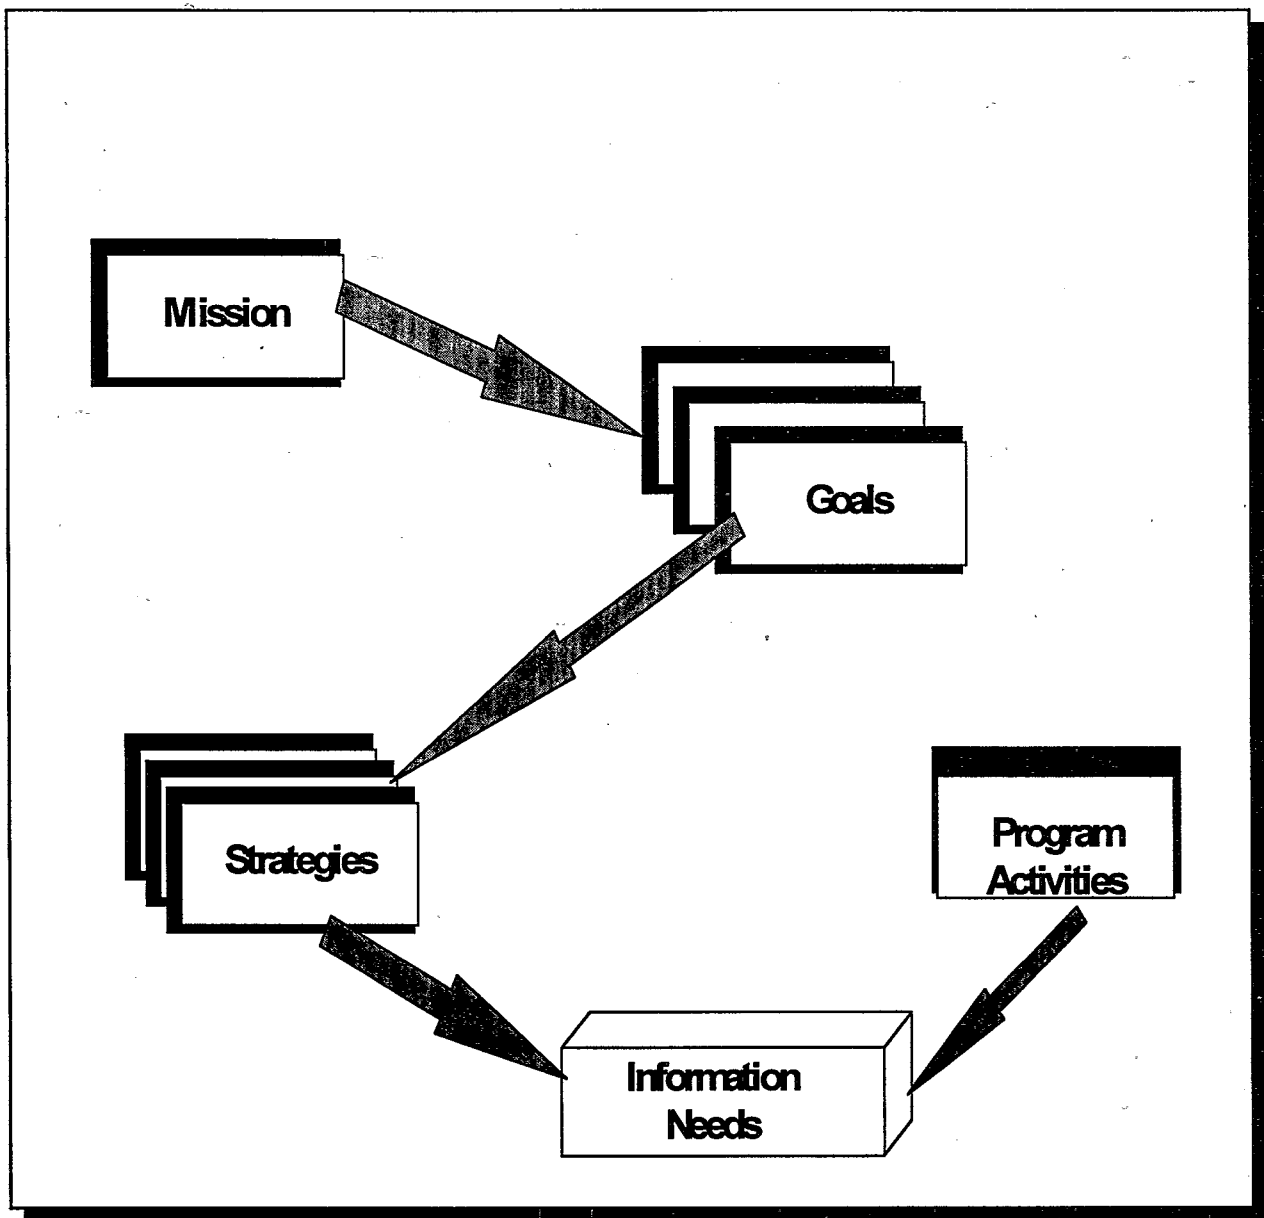 Mission
Goals
Strategies
Program
Activities
Information
Needs